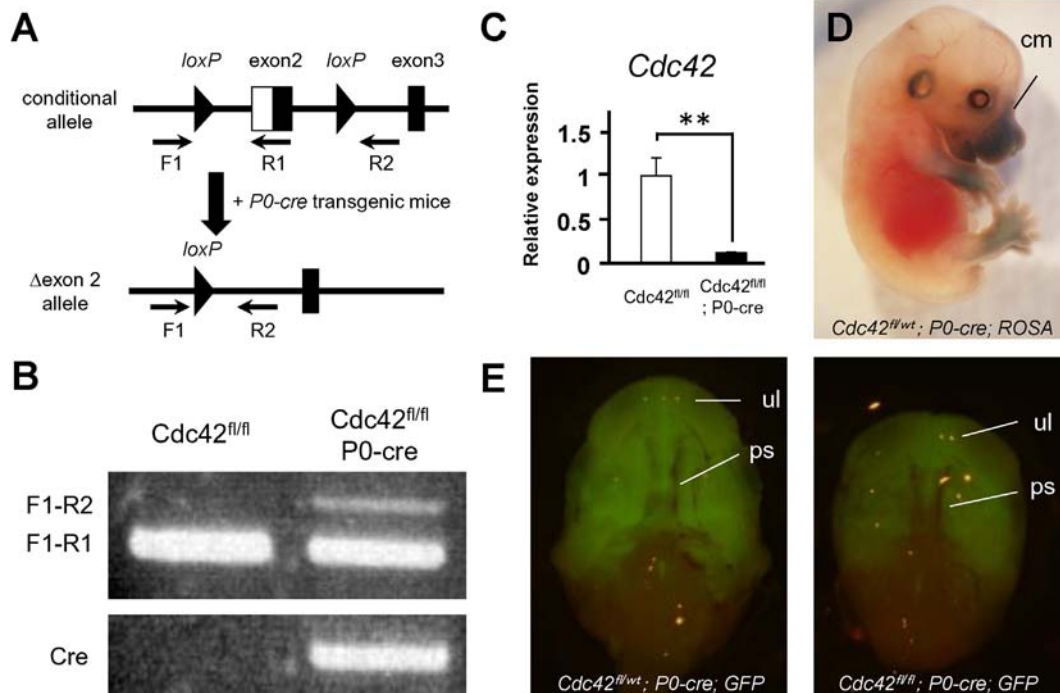 A
loxP
exon2
loxP
exon3
conditional
allele
F1
R1
R2
+ P0-cre transgenic mice
loxP
Δexon 2
allele
F1
R2
B
Cdc42fl/fl
Cdc42fl/fl
P0-cre
F1-R2
F1-R1
Cre
C
Cdc42
Relative expression
1.5
**
1
0.5
0
Cdc42fl/fl
Cdc42fl/fl
; P0-cre
D
cm
Cdc42fl/wt; P0-cre; ROSA
E
ul
ps
Cdc42fl/wt; P0-cre; GFP
ul
ps
Cdc42fl/fl; P0-cre; GFP